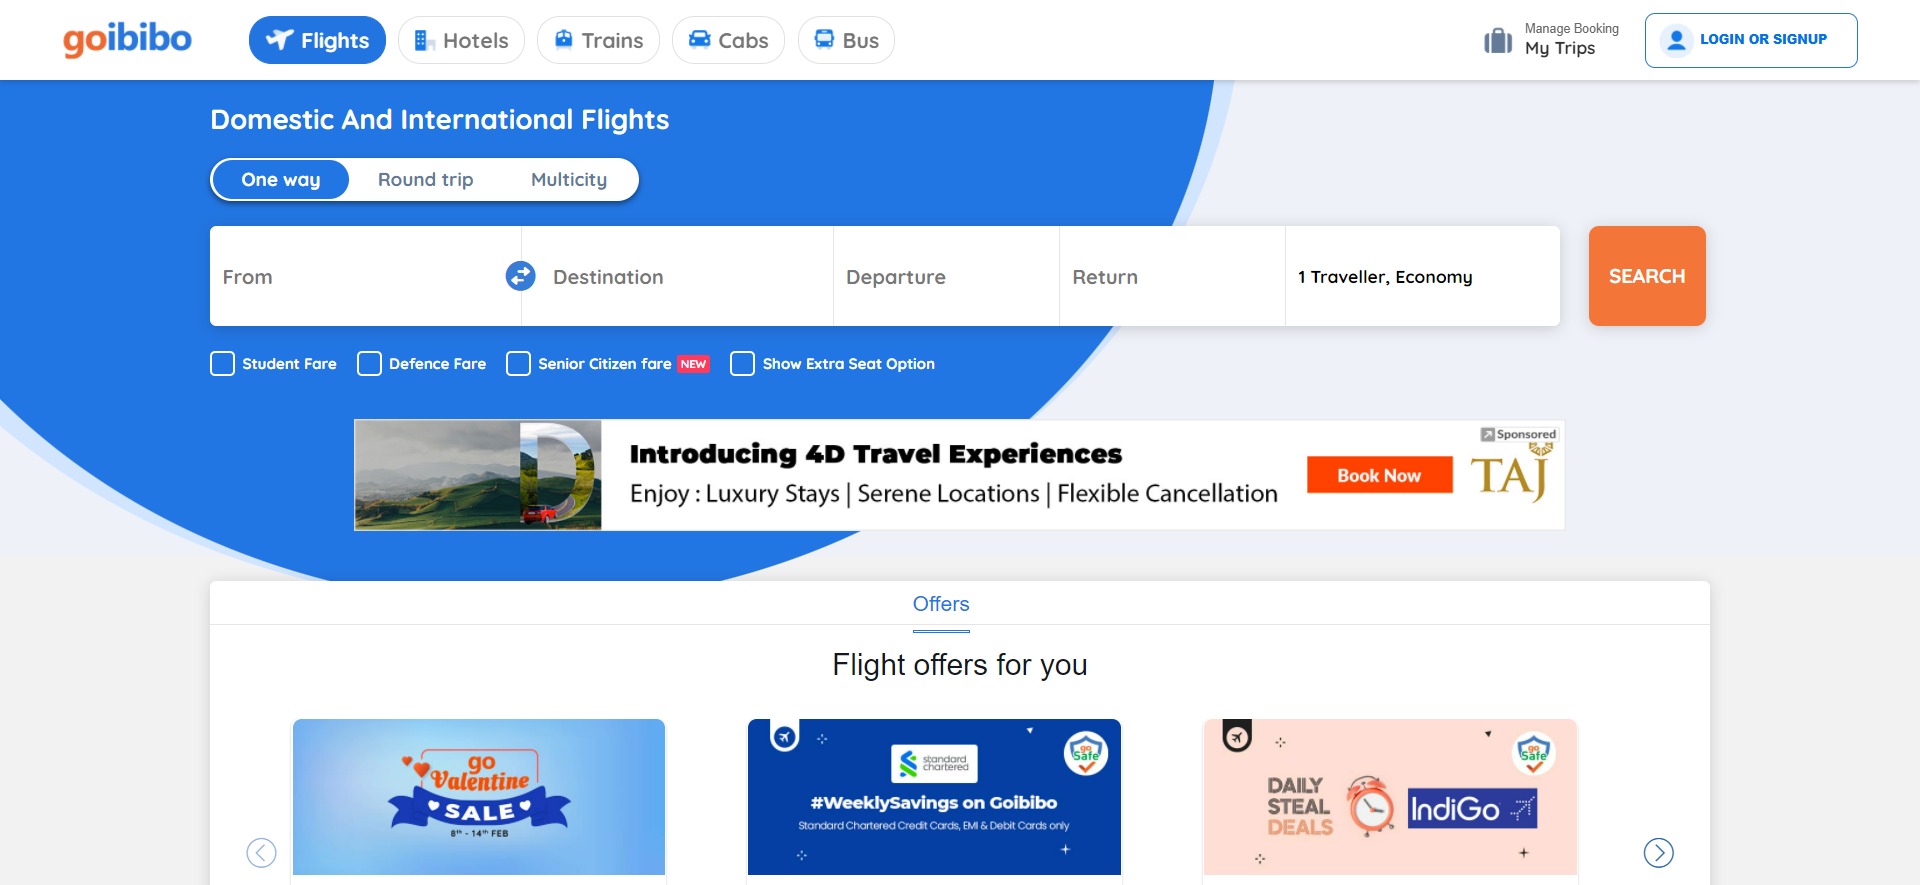 goibibo
Flights
Hotels
Trains
Cabs
Bus
Manage Booking
My Trips
LOGIN OR SIGNUP
Domestic And International Flights
One way
Round trip
Multicity
From
Destination
Departure
Return
1 Traveller, Economy
SEARCH
Student Fare
Defence Fare
Senior Citizen fare NEW
Show Extra Seat Option
D
Introducing 4D Travel Experiences
Enjoy : Luxury Stays | Serene Locations | Flexible Cancellation
Book Now
Sponsored
TAJ
Offers
Flight offers for you
go
Valentine
SALE
8th - 14th FEB
standard
chartered
go
Safe
#WeeklySavings on Goibibo
Standard Chartered Credit Cards, EMI & Debit Cards only
DAILY
STEAL
DEALS
IndiGo
go
Safe